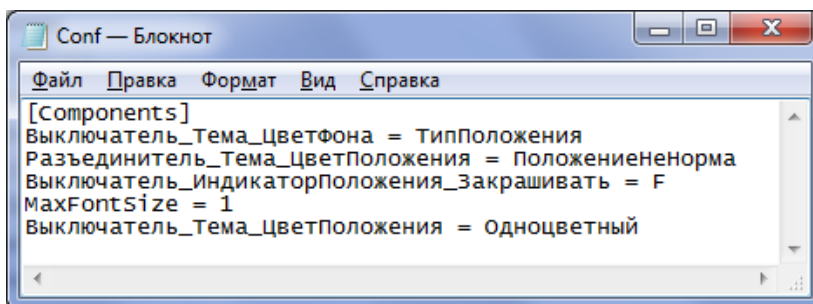 Conf — Блокнот
Файл Правка Формат Вид Справка
[Components]
Выключатель_Тема_ЦветФона = ТипПоложения
Разъединитель_Тема_ЦветПоложения = ПоложениеНеНорма
Выключатель_ИндикаторПоложения_Закрашивать = F
MaxFontSize = 1
Выключатель_Тема_ЦветПоложения = Одноцветный